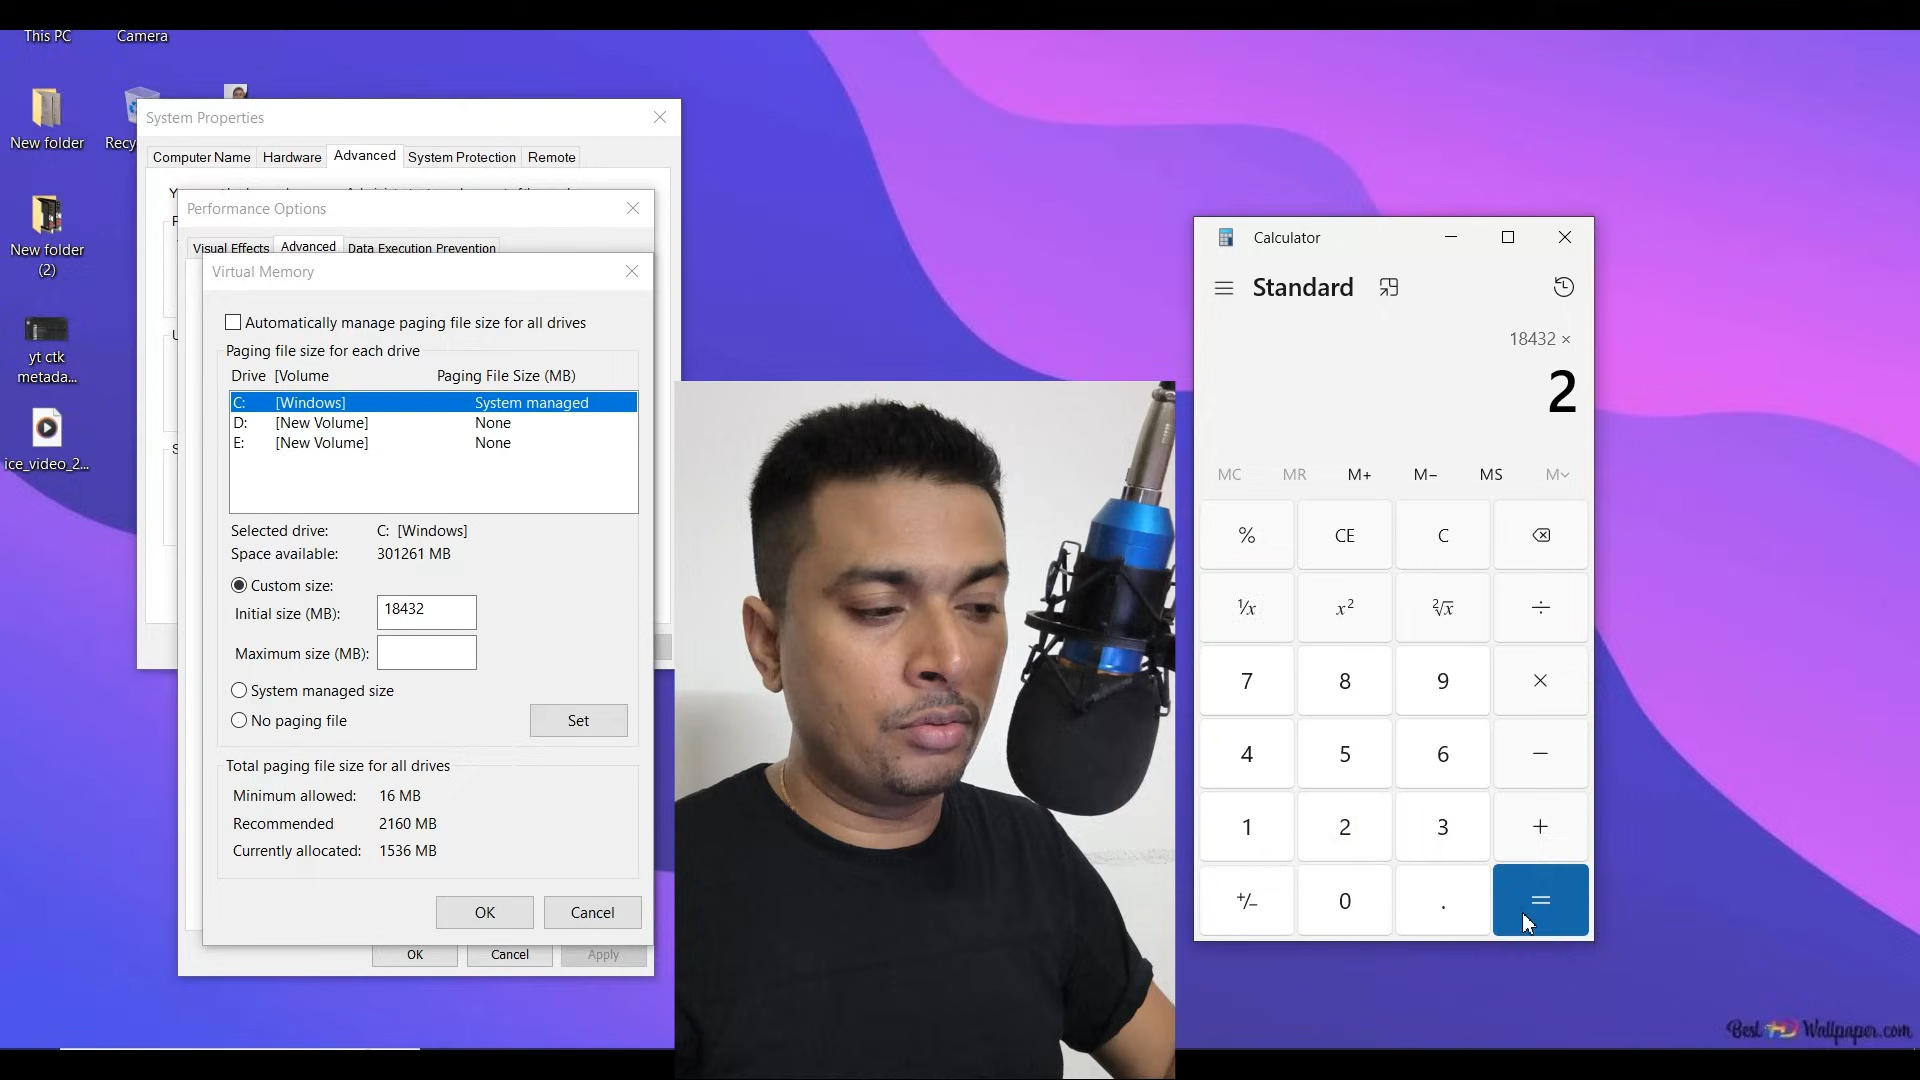 This PC
Camera
New folder
Recy
New folder
(2)
yt ctk
metada...
ice_video_2...
System Properties
Computer Name
Hardware
Advanced
System Protection
Remote
Performance Options
Visual Effects
Advanced
Data Execution Prevention
Virtual Memory
Automatically manage paging file size for all drives
Paging file size for each drive
Drive [Volume Paging File Size (MB)
C: [Windows] System managed
D: [New Volume] None
E: [New Volume] None
Selected drive: C: [Windows]
Space available: 301261 MB
Custom size:
Initial size (MB): 18432
Maximum size (MB):
System managed size
No paging file
Set
Total paging file size for all drives
Minimum allowed: 16 MB
Recommended 2160 MB
Currently allocated: 1536 MB
OK Cancel
OK Cancel Apply
Calculator
Standard
18432 ×
2
MC MR M+ M− MS M
% CE C
¹/x x² ²√x ÷
7 8 9 ×
4 5 6 −
1 2 3 +
+/− 0 . =
Best HD Wallpaper.com